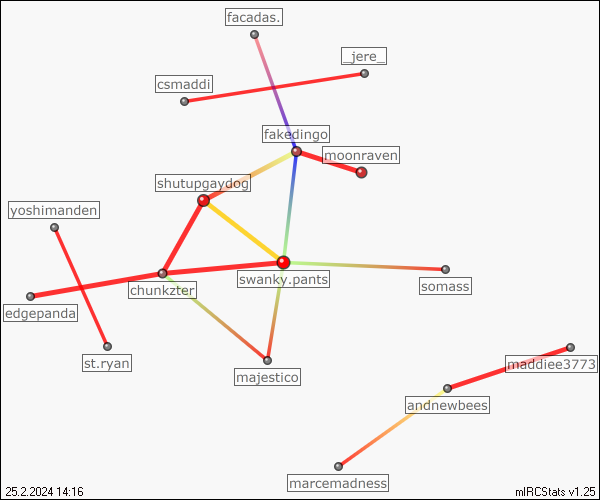 facadas.
_jere_
csmaddi
fakedingo
moonraven
shutupgaydog
yoshimanden
swanky.pants
somass
chunkzter
edgepanda
st.ryan
maddiee3773
majestico
andnewbees
marcemadness
25.2.2024 14:16
mIRCStats v1.25